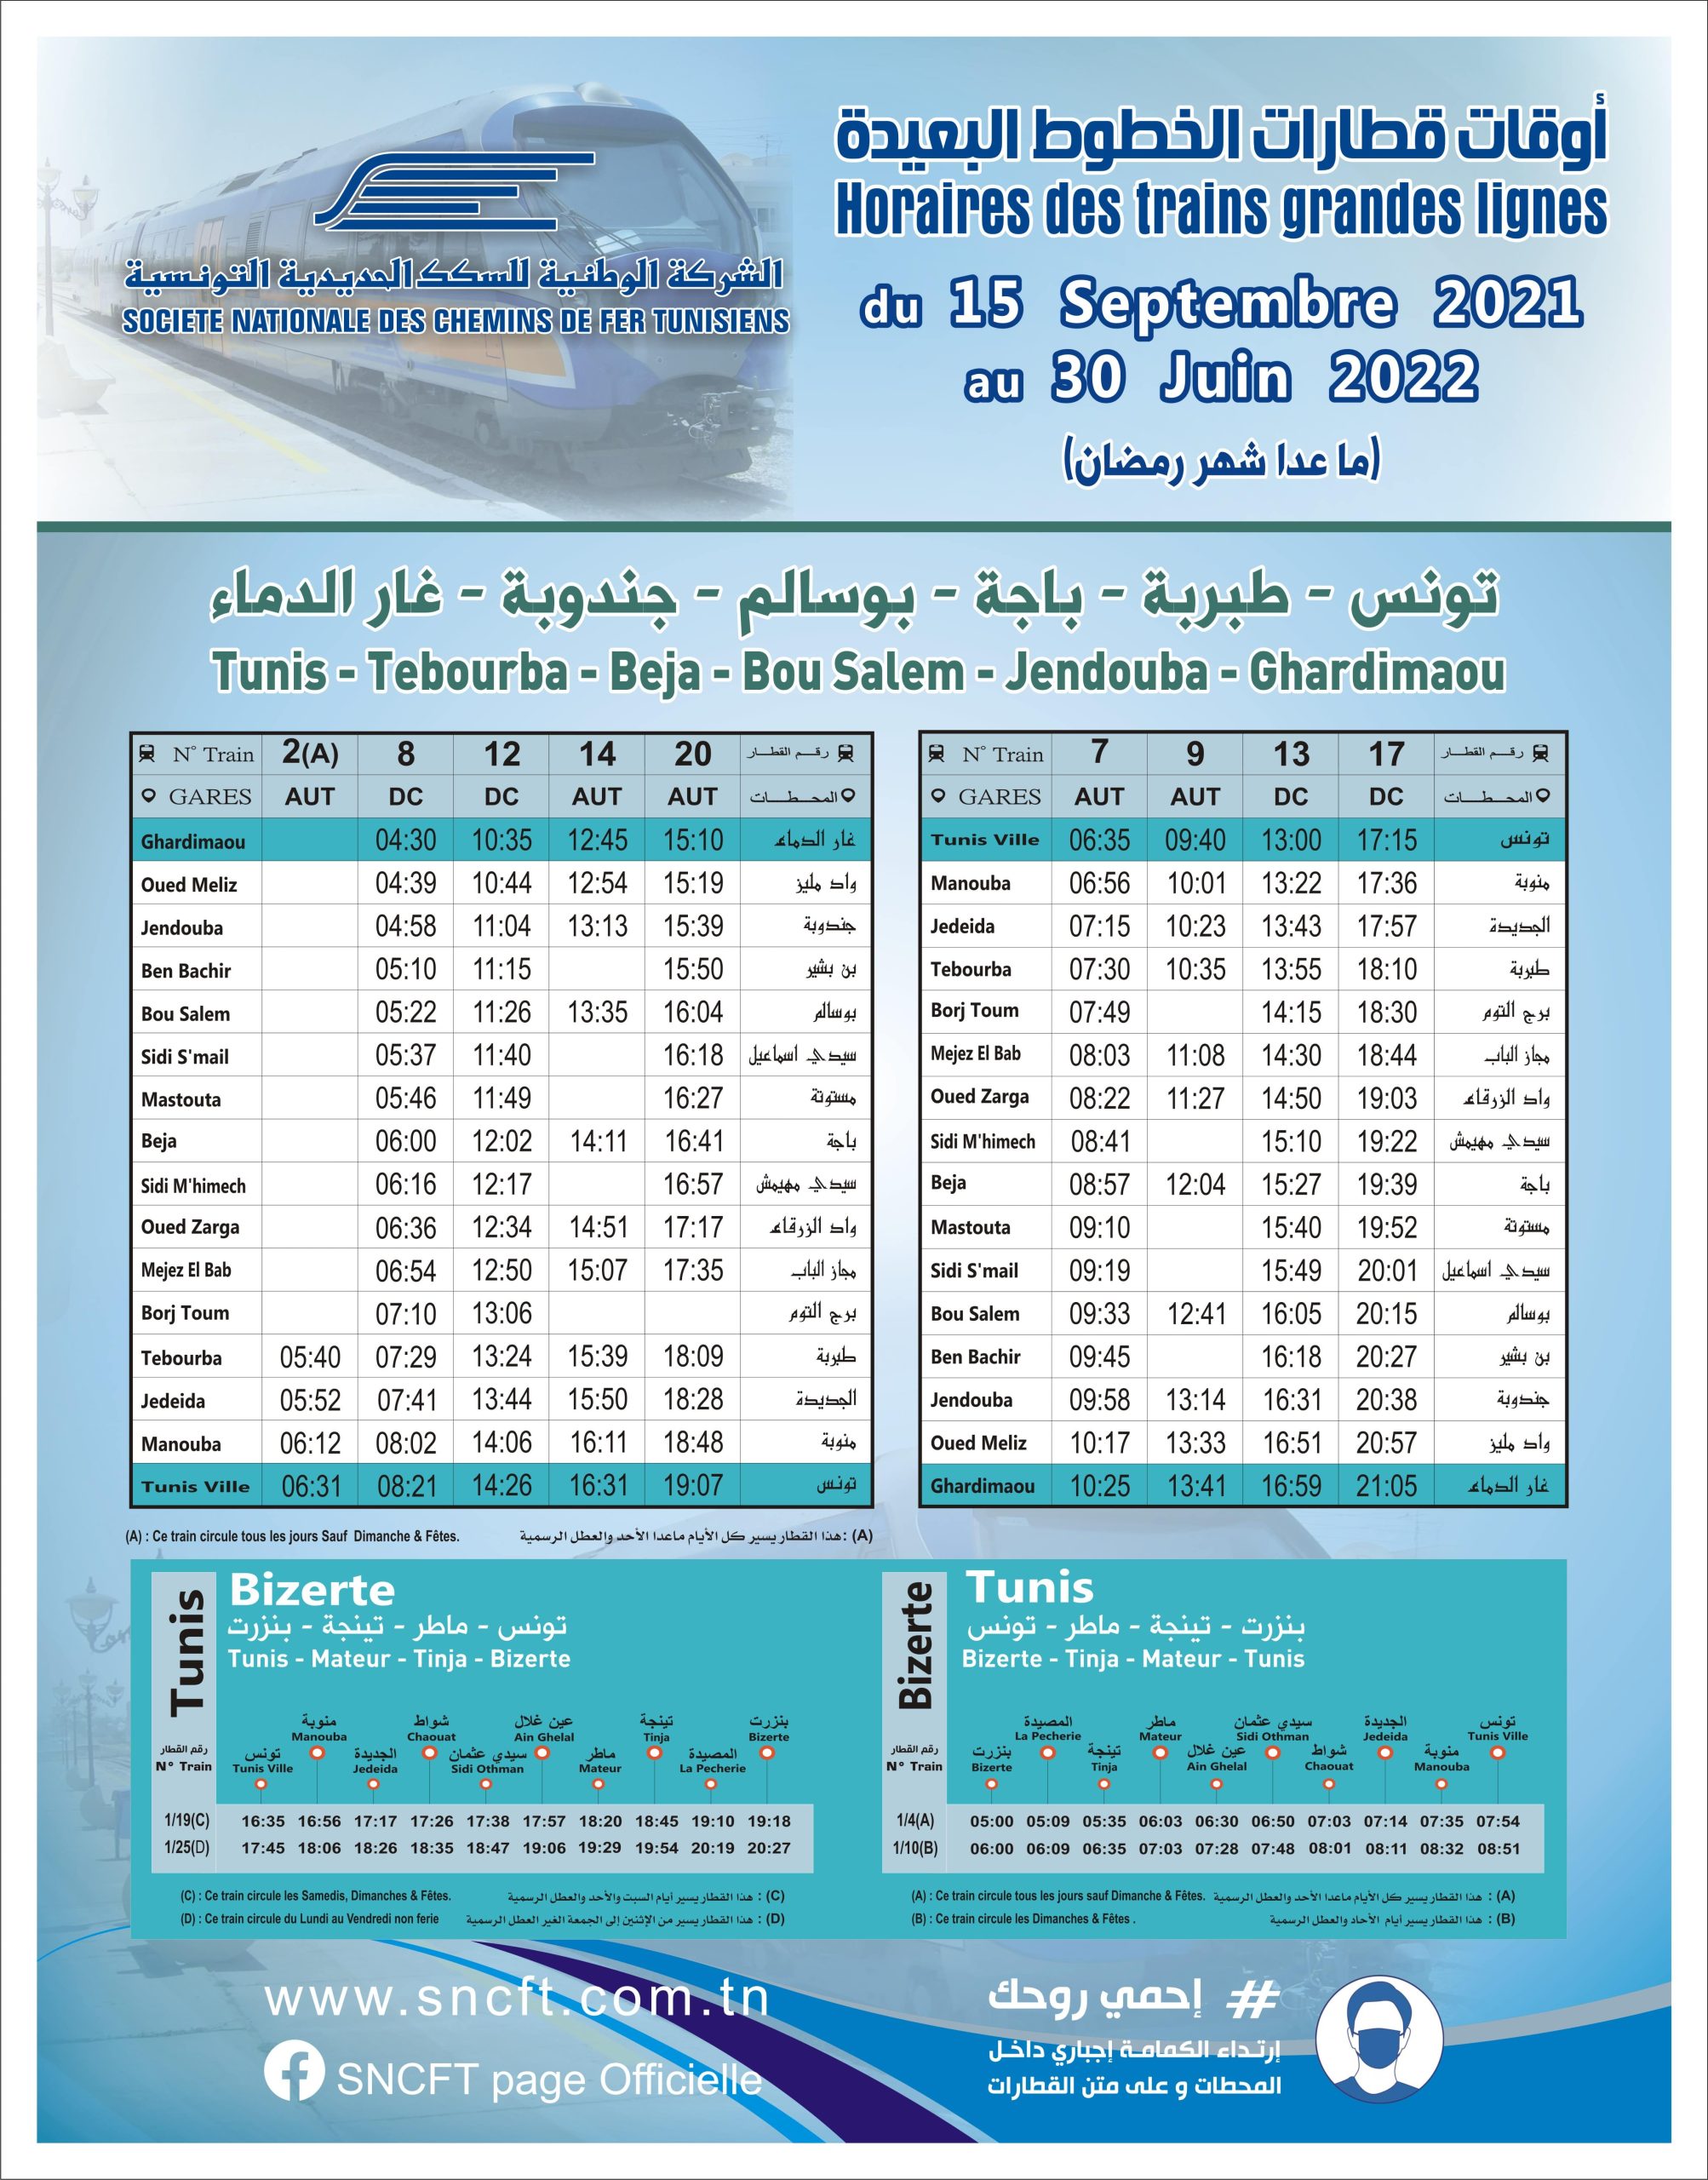 أوقات قطارات الخطوط البعيدة
Horaires des trains grandes lignes
du 15 Septembre 2021
au 30 Juin 2022
(ما عدا شهر رمضان)
الشركة الوطنية للسكك الحديدية التونسية
SOCIETE NATIONALE DES CHEMINS DE FER TUNISIENS
تونس - طبربة - باجة - بوسالم - جندوبة - غار الدماء
Tunis - Tebourba - Beja - Bou Salem - Jendouba - Ghardimaou
N° Train 2(A) 8 12 14 20 رقم القطار
GARES AUT DC DC AUT AUT المحطات
Ghardimaou 04:30 10:35 12:45 15:10 غار الدماء
Oued Meliz 04:39 10:44 12:54 15:19 واد مليز
Jendouba 04:58 11:04 13:13 15:39 جندوبة
Ben Bachir 05:10 11:15 15:50 بن بشير
Bou Salem 05:22 11:26 13:35 16:04 بوسالم
Sidi S'mail 05:37 11:40 16:18 سيدي اسماعيل
Mastouta 05:46 11:49 16:27 مستوتة
Beja 06:00 12:02 14:11 16:41 باجة
Sidi M'himech 06:16 12:17 16:57 سيدي مهيمش
Oued Zarga 06:36 12:34 14:51 17:17 واد الزرقاء
Mejez El Bab 06:54 12:50 15:07 17:35 مجاز الباب
Borj Toum 07:10 13:06 برج التوم
Tebourba 05:40 07:29 13:24 15:39 18:09 طبربة
Jedeida 05:52 07:41 13:44 15:50 18:28 الجديدة
Manouba 06:12 08:02 14:06 16:11 18:48 منوبة
Tunis Ville 06:31 08:21 14:26 16:31 19:07 تونس
(A) : Ce train circule tous les jours Sauf Dimanche & Fêtes.
(A) :هذا القطار يسير كل الأيام ماعدا الأحد والعطل الرسمية
N° Train 7 9 13 17 رقم القطار
GARES AUT AUT DC DC المحطات
Tunis Ville 06:35 09:40 13:00 17:15 تونس
Manouba 06:56 10:01 13:22 17:36 منوبة
Jedeida 07:15 10:23 13:43 17:57 الجديدة
Tebourba 07:30 10:35 13:55 18:10 طبربة
Borj Toum 07:49 14:15 18:30 برج التوم
Mejez El Bab 08:03 11:08 14:30 18:44 مجاز الباب
Oued Zarga 08:22 11:27 14:50 19:03 واد الزرقاء
Sidi M'himech 08:41 15:10 19:22 سيدي مهيمش
Beja 08:57 12:04 15:27 19:39 باجة
Mastouta 09:10 15:40 19:52 مستوتة
Sidi S'mail 09:19 15:49 20:01 سيدي اسماعيل
Bou Salem 09:33 12:41 16:05 20:15 بوسالم
Ben Bachir 09:45 16:18 20:27 بن بشير
Jendouba 09:58 13:14 16:31 20:38 جندوبة
Oued Meliz 10:17 13:33 16:51 20:57 واد مليز
Ghardimaou 10:25 13:41 16:59 21:05 غار الدماء
Tunis
Bizerte
تونس - ماطر - تينجة - بنزرت
Tunis - Mateur - Tinja - Bizerte
منوبة شواط عين غلال تينجة بنزرت
Manouba Chaouat Ain Ghelal Tinja Bizerte
رقم القطار تونس الجديدة سيدي عثمان ماطر المصيدة
N° Train Tunis Ville Jedeida Sidi Othman Mateur La Pecherie
1/19(C) 16:35 16:56 17:17 17:26 17:38 17:57 18:20 18:45 19:10 19:18
1/25(D) 17:45 18:06 18:26 18:35 18:47 19:06 19:29 19:54 20:19 20:27
(C) : Ce train circule les Samedis, Dimanches & Fêtes.
(C) : هذا القطار يسير أيام السبت والأحد والعطل الرسمية
(D) : Ce train circule du Lundi au Vendredi non ferie
(D) : هذا القطار يسير من الإثنين إلى الجمعة الغير العطل الرسمية
Bizerte
Tunis
بنزرت - تينجة - ماطر - تونس
Bizerte - Tinja - Mateur - Tunis
المصيدة ماطر سيدي عثمان الجديدة تونس
La Pecherie Mateur Sidi Othman Jedeida Tunis Ville
رقم القطار بنزرت تينجة عين غلال شواط منوبة
N° Train Bizerte Tinja Ain Ghelal Chaouat Manouba
1/4(A) 05:00 05:09 05:35 06:03 06:30 06:50 07:03 07:14 07:35 07:54
1/10(B) 06:00 06:09 06:35 07:03 07:28 07:48 08:01 08:11 08:32 08:51
(A) : Ce train circule tous les jours sauf Dimanche & Fêtes.
(A) : هذا القطار يسير كل الأيام ماعدا الأحد والعطل الرسمية
(B) : Ce train circule les Dimanches & Fêtes .
(B) : هذا القطار يسير أيام الأحاد والعطل الرسمية
www.sncft.com.tn
SNCFT page Officielle
# إحمي روحك
إرتداء الكمامة إجباري داخل
المحطات و على متن القطارات